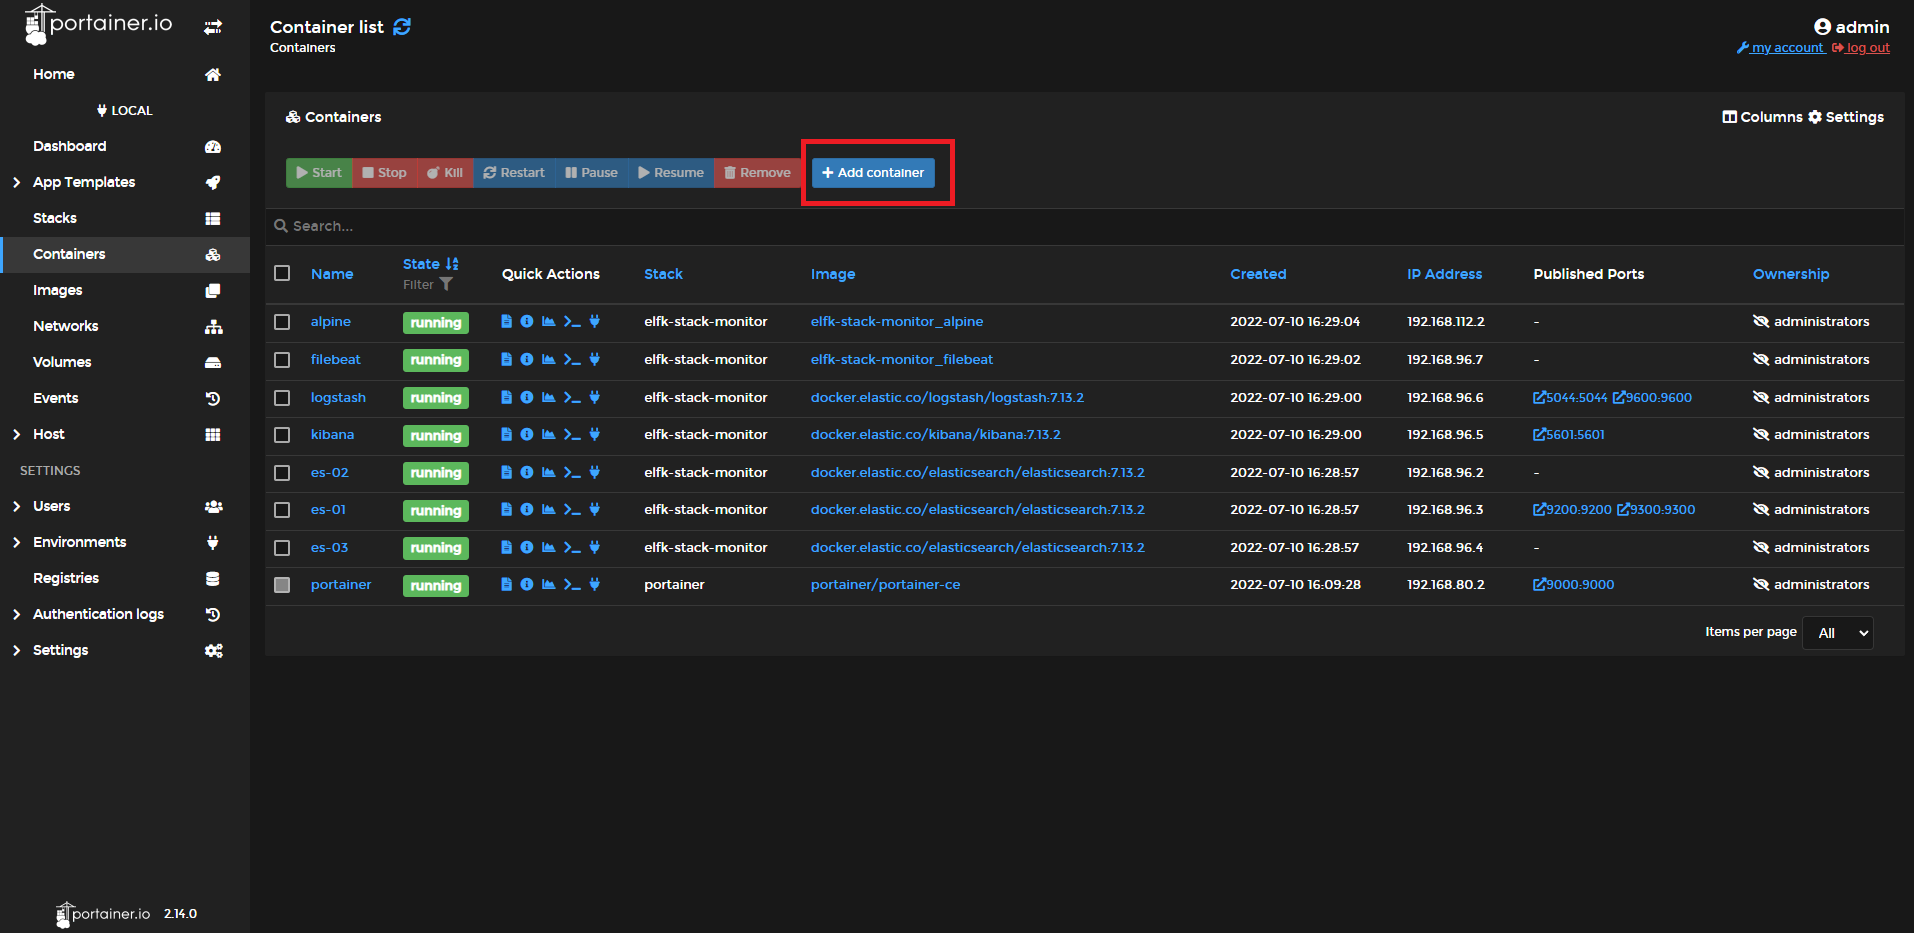 portainer.io
Home
LOCAL
Dashboard
App Templates
Stacks
Containers
Images
Networks
Volumes
Events
Host
SETTINGS
Users
Environments
Registries
Authentication logs
Settings
portainer.io 2.14.0
Container list
Containers
admin
my account log out
Containers
Columns Settings
Start Stop Kill Restart Pause Resume Remove Add container
Search...
Name State Filter Quick Actions Stack Image Created IP Address Published Ports Ownership
alpine running elfk-stack-monitor elfk-stack-monitor_alpine 2022-07-10 16:29:04 192.168.112.2 - administrators
filebeat running elfk-stack-monitor elfk-stack-monitor_filebeat 2022-07-10 16:29:02 192.168.96.7 - administrators
logstash running elfk-stack-monitor docker.elastic.co/logstash/logstash:7.13.2 2022-07-10 16:29:00 192.168.96.6 5044:5044 9600:9600 administrators
kibana running elfk-stack-monitor docker.elastic.co/kibana/kibana:7.13.2 2022-07-10 16:29:00 192.168.96.5 5601:5601 administrators
es-02 running elfk-stack-monitor docker.elastic.co/elasticsearch/elasticsearch:7.13.2 2022-07-10 16:28:57 192.168.96.2 - administrators
es-01 running elfk-stack-monitor docker.elastic.co/elasticsearch/elasticsearch:7.13.2 2022-07-10 16:28:57 192.168.96.3 9200:9200 9300:9300 administrators
es-03 running elfk-stack-monitor docker.elastic.co/elasticsearch/elasticsearch:7.13.2 2022-07-10 16:28:57 192.168.96.4 - administrators
portainer running portainer portainer/portainer-ce 2022-07-10 16:09:28 192.168.80.2 9000:9000 administrators
Items per page All